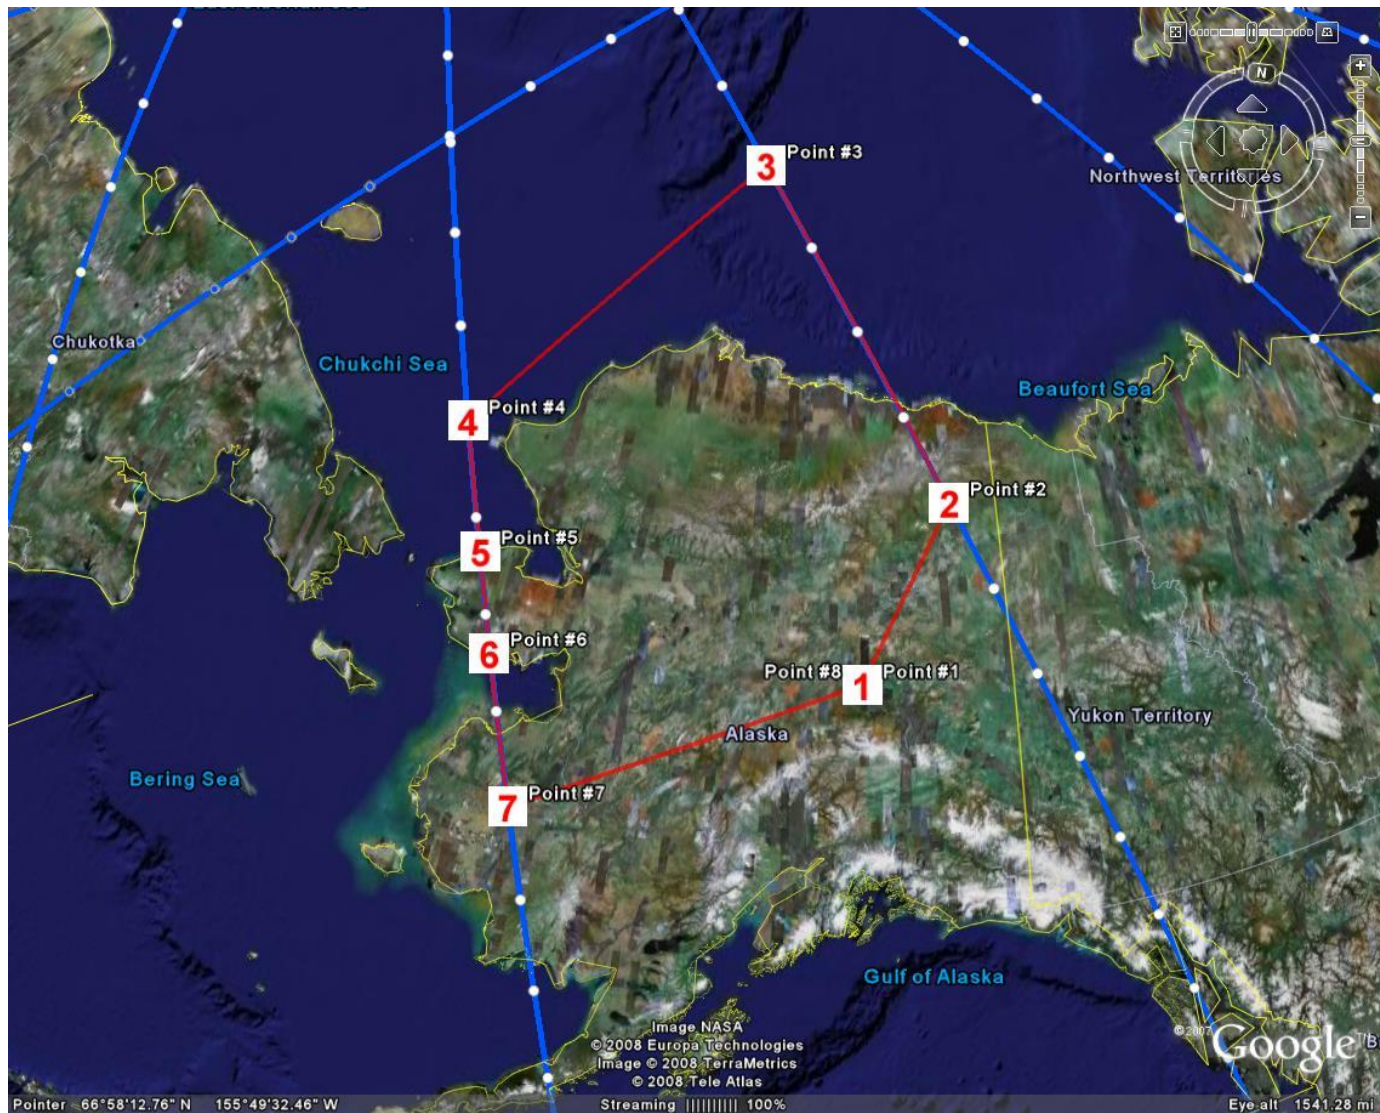 N
Point #3
3
Northwest Territories
Chukotka
Chukchi Sea
Beaufort Sea
4
Point #4
2
Point #2
5
Point #5
6
Point #6
Point #8
1
Point #1
Yukon Territory
Alaska
Bering Sea
7
Point #7
Gulf of Alaska
Image NASA
© 2008 Europa Technologies
Image © 2008 TerraMetrics
© 2008 Tele Atlas
©2007 Google
Pointer 66°58'12.76" N 155°49'32.46" W
Streaming |||||||||| 100%
Eye alt 1541.28 mi